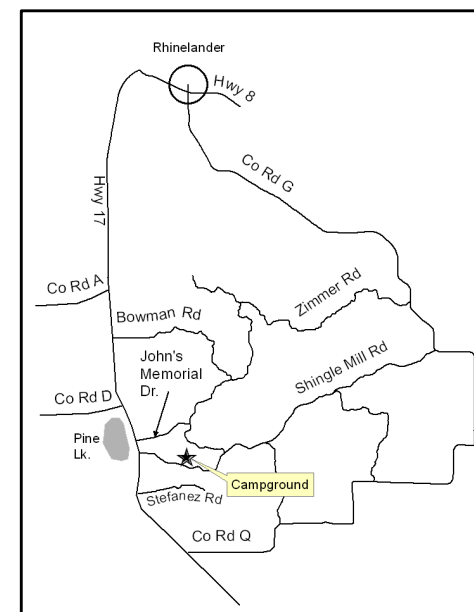 Rhinelander
Hwy 8
Co Rd G
Hwy 17
Co Rd A
Zimmer Rd
Bowman Rd
John's
Memorial
Dr.
Shingle Mill Rd
Co Rd D
Pine
Lk.
Campground
Stefanez Rd
Co Rd Q